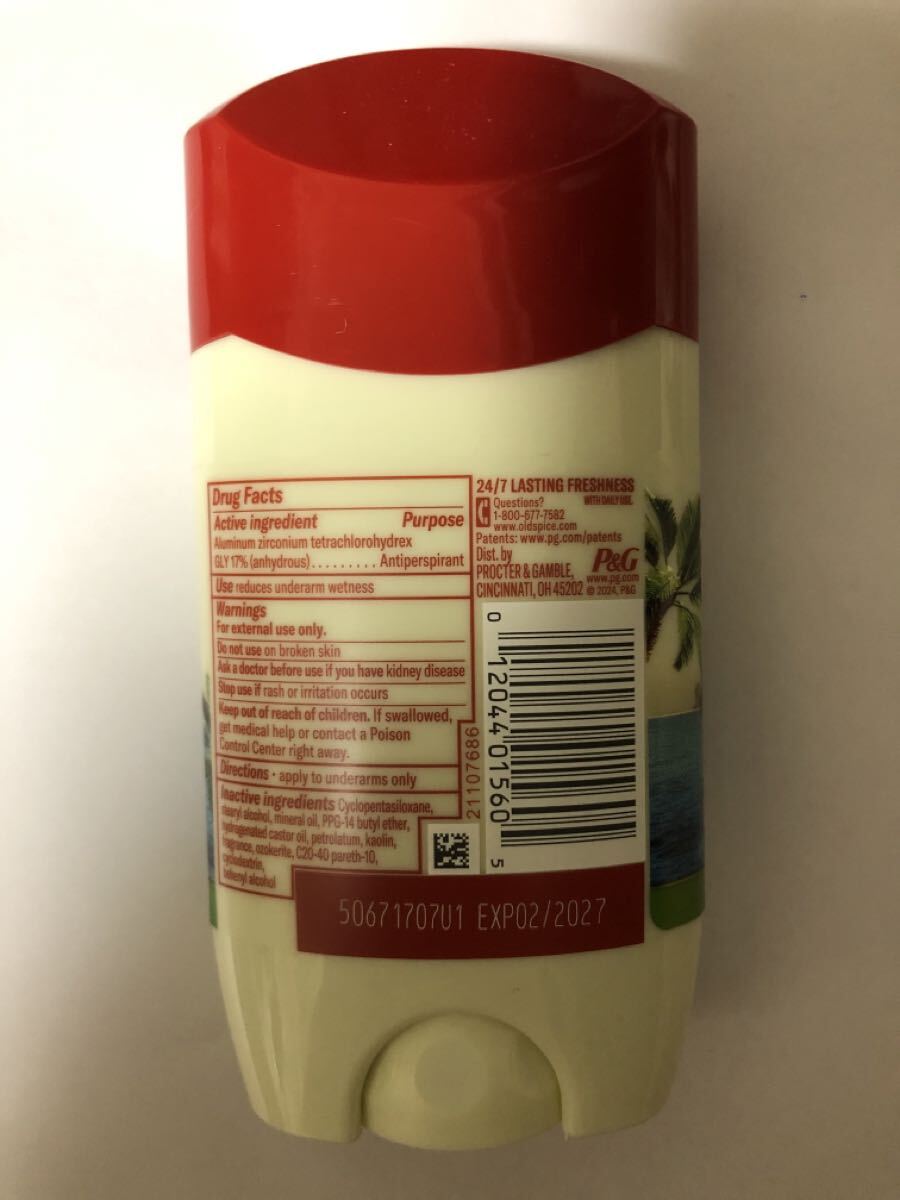 Drug Facts
Active ingredient Purpose
Aluminum zirconium tetrachlorohydrex
GLY 17% (anhydrous).......... Antiperspirant
Use reduces underarm wetness
Warnings
For external use only.
Do not use on broken skin
Ask a doctor before use if you have kidney disease
Stop use if rash or irritation occurs
Keep out of reach of children. If swallowed,
get medical help or contact a Poison
Control Center right away.
Directions • apply to underarms only
Inactive ingredients Cyclopentasiloxane,
stearyl alcohol, mineral oil, PPG-14 butyl ether,
hydrogenated castor oil, petrolatum, kaolin,
fragrance, ozokerite, C20-40 pareth-10,
cyclodextrin,
behenyl alcohol
24/7 LASTING FRESHNESS
WITH DAILY USE.
Questions?
1-800-677-7582
www.oldspice.com
Patents: www.pg.com/patents
Dist. by
PROCTER & GAMBLE,
CINCINNATI, OH 45202
P&G
www.pg.com
© 2024, P&G
21107686
0 12044 01560 5
50671707U1 EXP02/2027